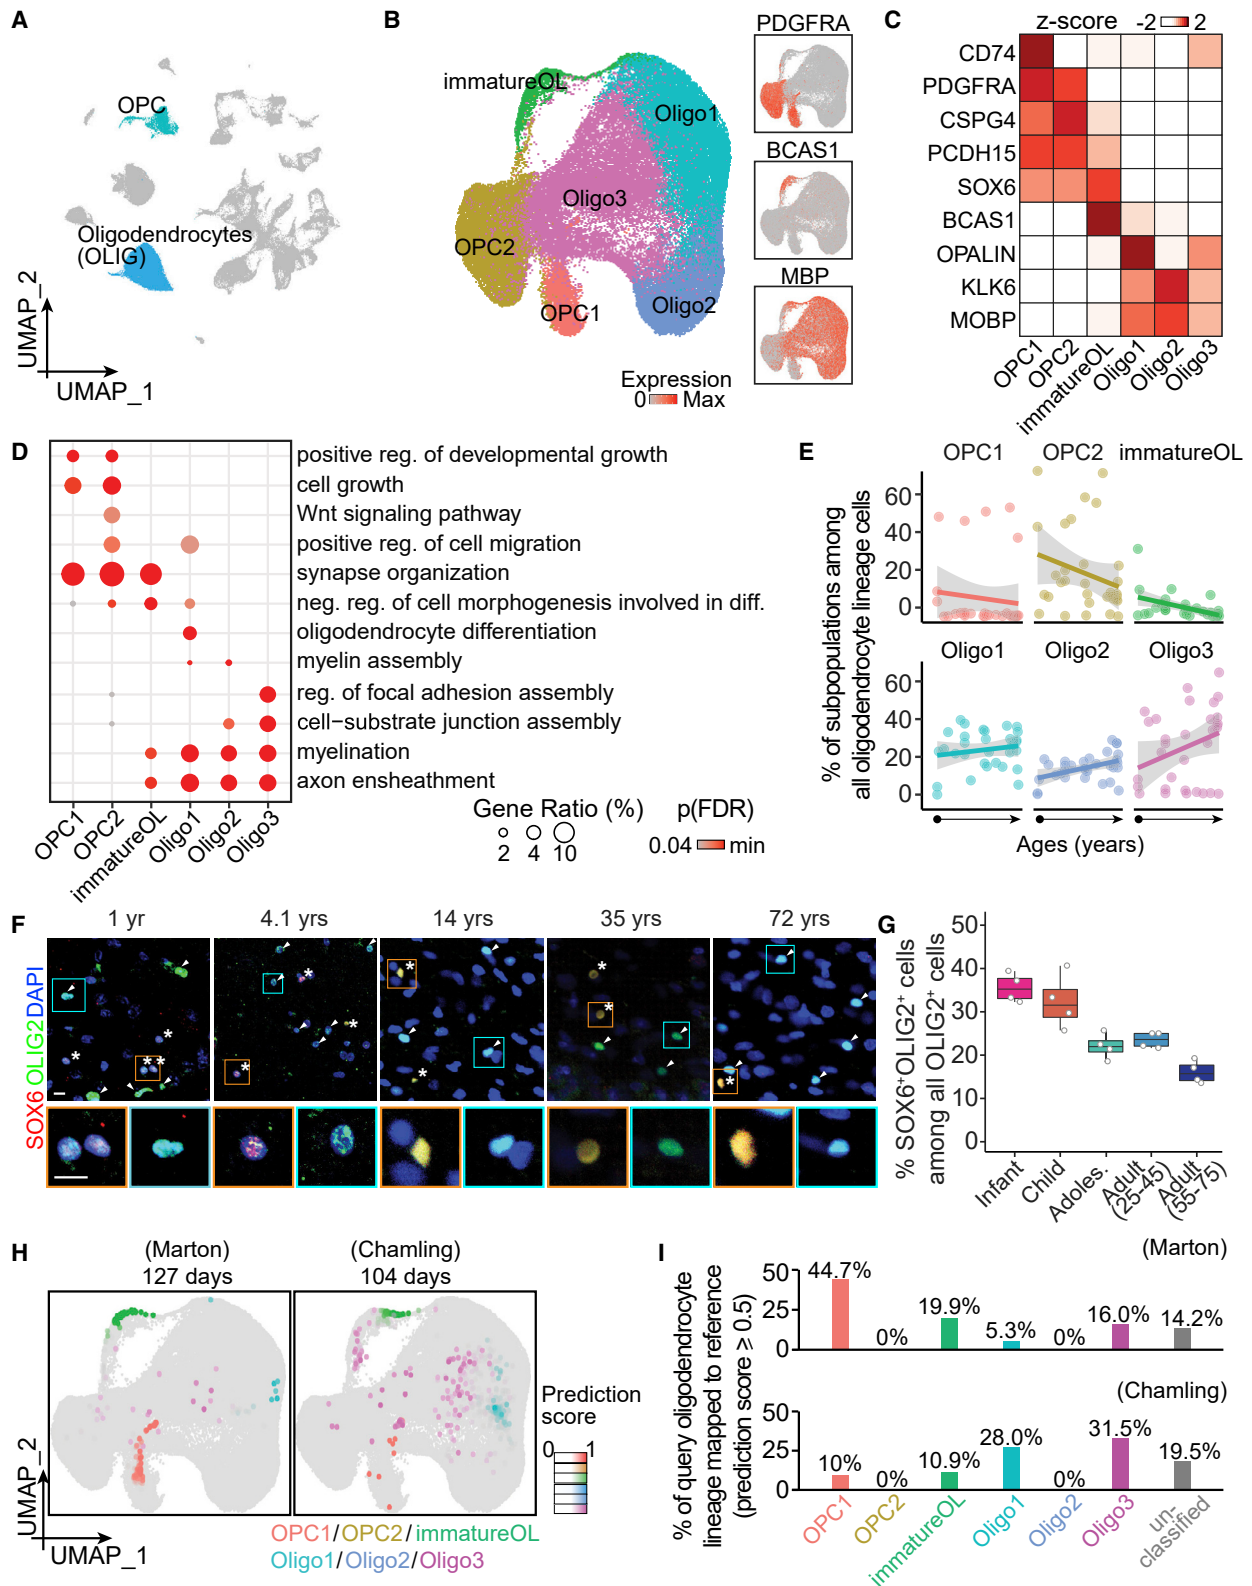 A
OPC
Oligodendrocytes
(OLIG)
UMAP_2
UMAP_1
B
immatureOL
Oligo1
Oligo3
OPC2
OPC1
Oligo2
PDGFRA
BCAS1
MBP
Expression
0 Max
C
z-score -2 2
CD74
PDGFRA
CSPG4
PCDH15
SOX6
BCAS1
OPALIN
KLK6
MOBP
OPC1
OPC2
immatureOL
Oligo1
Oligo2
Oligo3
D
positive reg. of developmental growth
cell growth
Wnt signaling pathway
positive reg. of cell migration
synapse organization
neg. reg. of cell morphogenesis involved in diff.
oligodendrocyte differentiation
myelin assembly
reg. of focal adhesion assembly
cell−substrate junction assembly
myelination
axon ensheathment
OPC1
OPC2
immatureOL
Oligo1
Oligo2
Oligo3
Gene Ratio (%)
2 4 10
p(FDR)
0.04 min
E
OPC1 OPC2 immatureOL
60
40
20
0
Oligo1 Oligo2 Oligo3
60
40
20
0
% of subpopulations among
all oligodendrocyte lineage cells
Ages (years)
F
1 yr 4.1 yrs 14 yrs 35 yrs 72 yrs
SOX6 OLIG2 DAPI
* * * * *
*
* * * *
*
*
*
*
G
% SOX6+OLIG2+ cells
among all OLIG2+ cells
50
40
30
20
10
0
Infant
Child
Adoles.
Adult
(25-45)
Adult
(55-75)
H
(Marton)
127 days
(Chamling)
104 days
UMAP_2
UMAP_1
Prediction
score
0 1
OPC1/OPC2/immatureOL
Oligo1/Oligo2/Oligo3
I
(Marton)
% of query oligodendrocyte
lineage mapped to reference
(prediction score ≥ 0.5)
50
25
0
44.7%
0%
19.9%
5.3%
0%
16.0%
14.2%
(Chamling)
50
25
0
10%
0%
10.9%
28.0%
0%
31.5%
19.5%
OPC1
OPC2
immatureOL
Oligo1
Oligo2
Oligo3
un-
classified